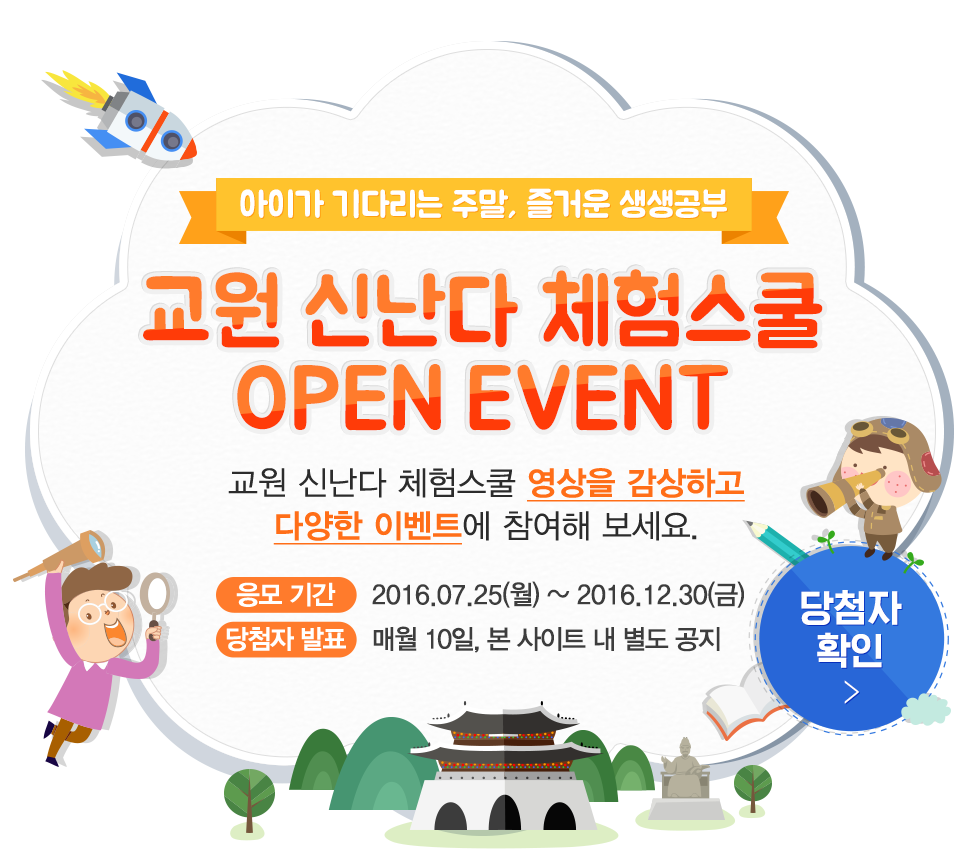 아이가 기다리는 주말, 즐거운 생생공부
교원 신난다 체험스쿨
OPEN EVENT
교원 신난다 체험스쿨 영상을 감상하고
다양한 이벤트에 참여해 보세요.
응모 기간 2016.07.25(월) ~ 2016.12.30(금)
당첨자 발표 매월 10일, 본 사이트 내 별도 공지
당첨자
확인
>